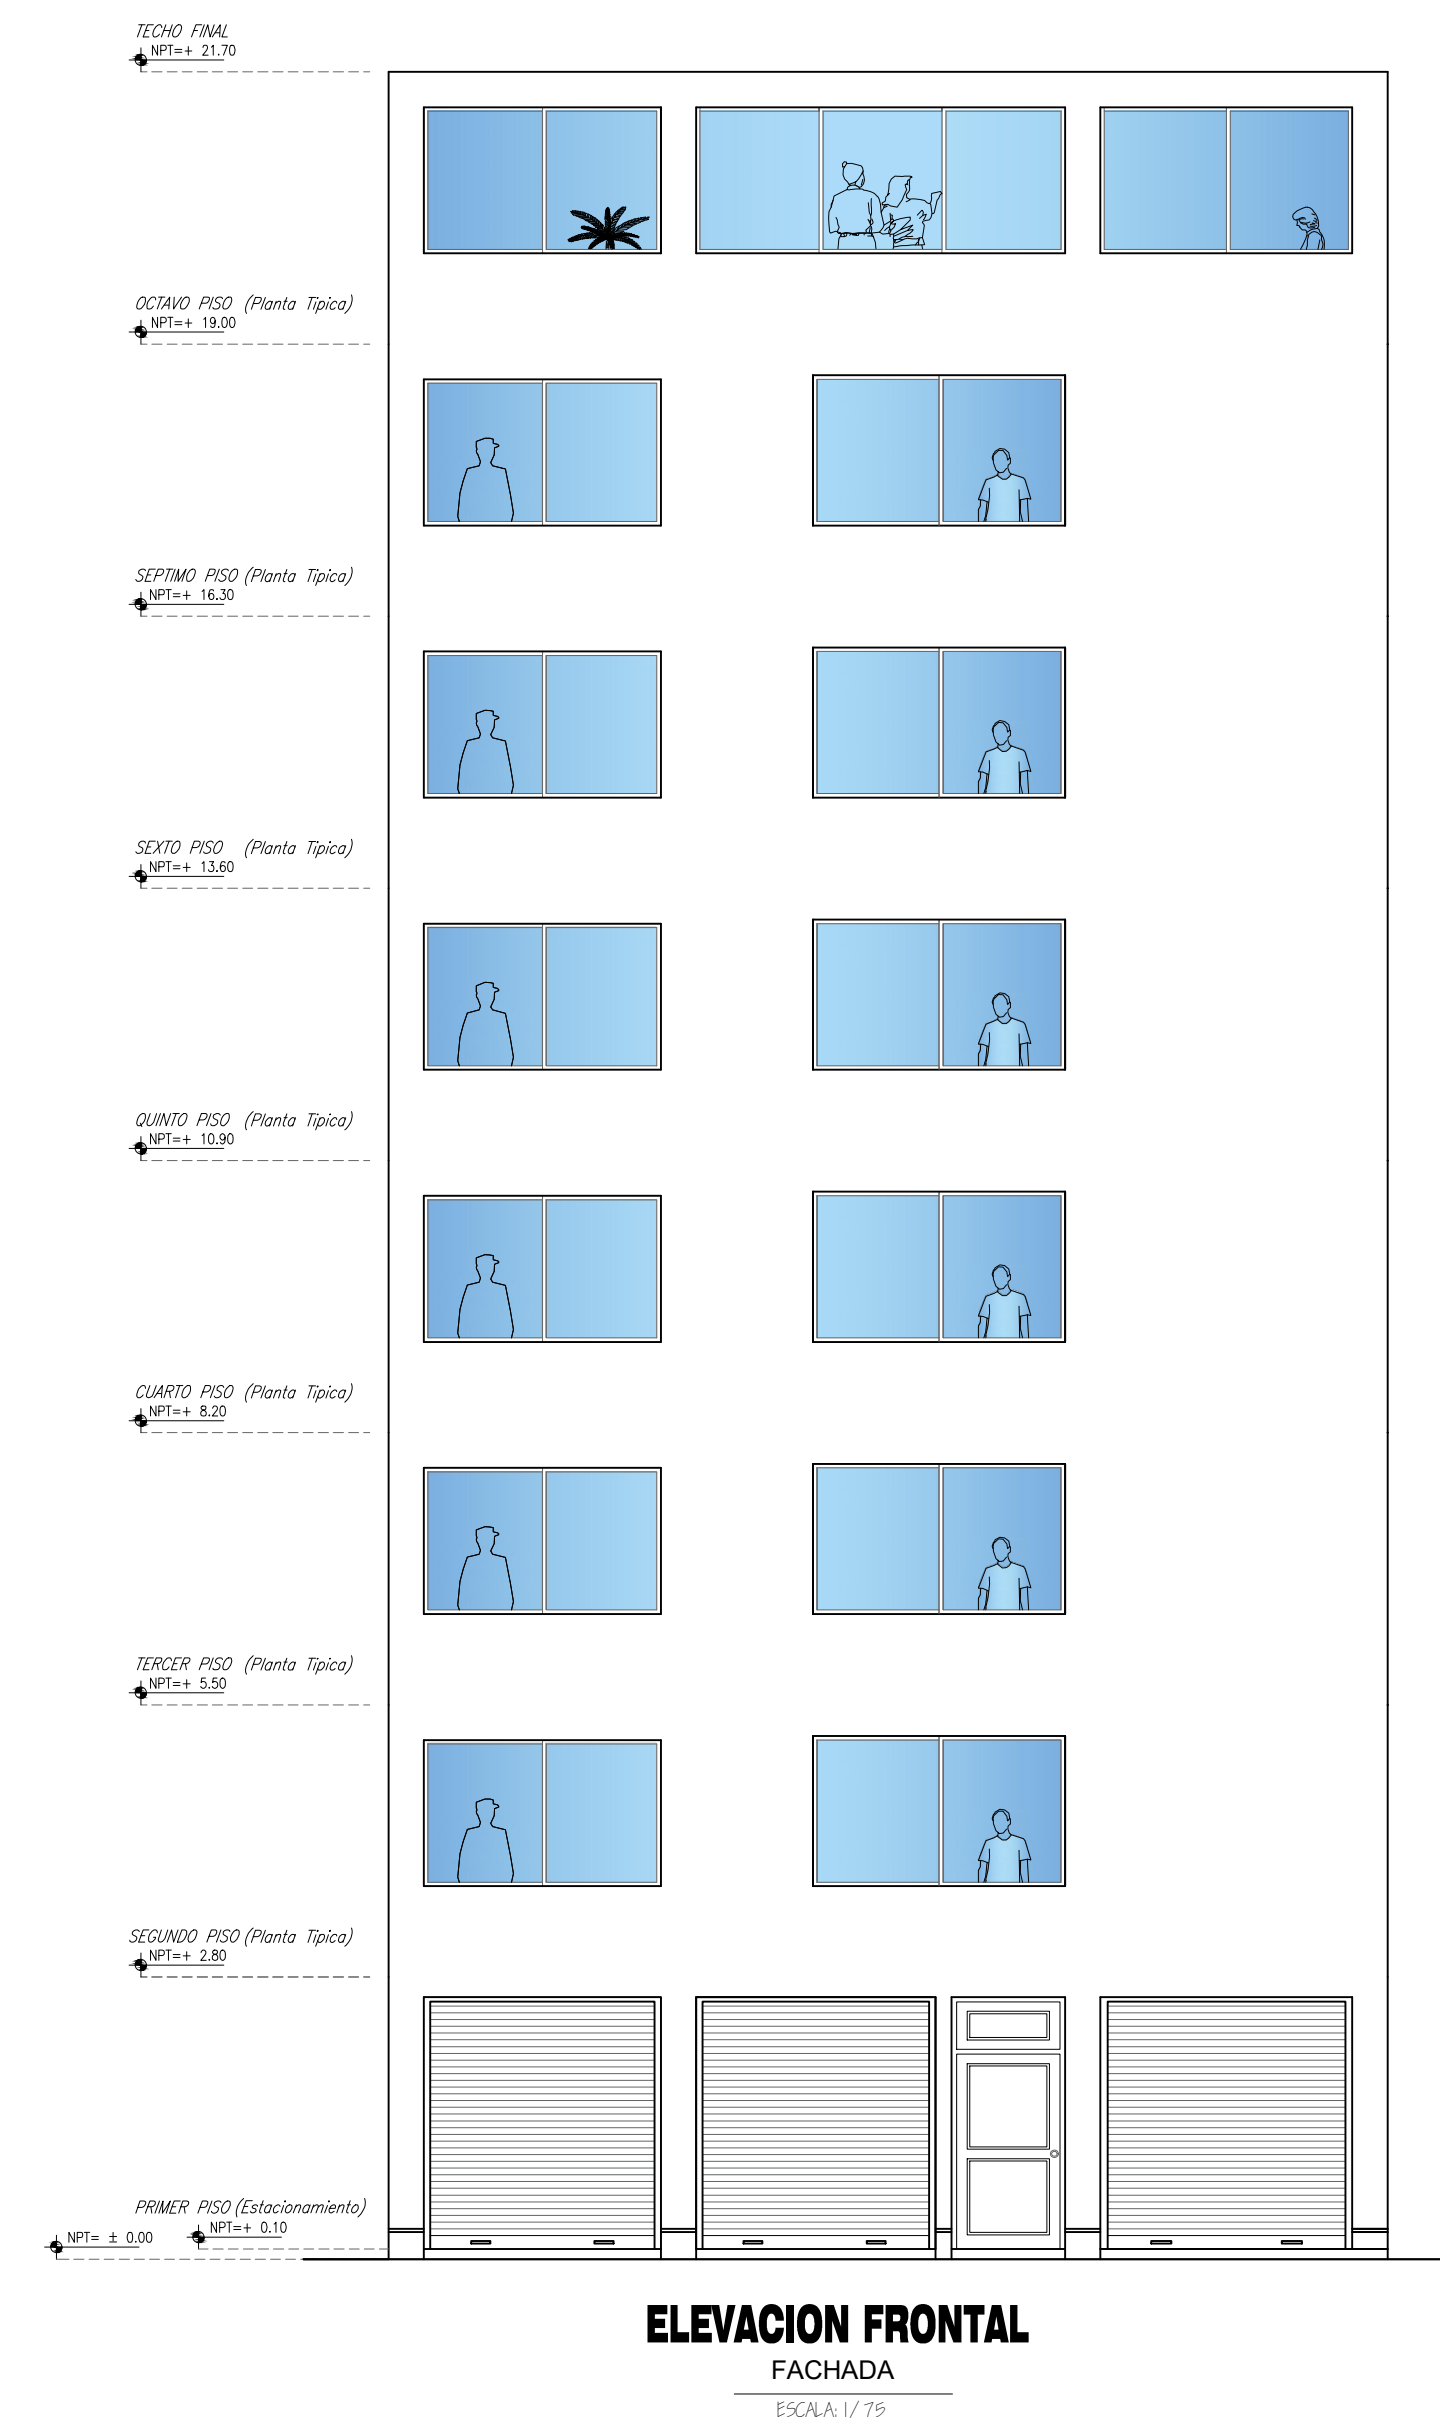 TECHO FINAL
NPT=+ 21.70
OCTAVO PISO (Planta Tipica)
NPT=+ 19.00
SEPTIMO PISO (Planta Tipica)
NPT=+ 16.30
SEXTO PISO (Planta Tipica)
NPT=+ 13.60
QUINTO PISO (Planta Tipica)
NPT=+ 10.90
CUARTO PISO (Planta Tipica)
NPT=+ 8.20
TERCER PISO (Planta Tipica)
NPT=+ 5.50
SEGUNDO PISO (Planta Tipica)
NPT=+ 2.80
PRIMER PISO (Estacionamiento)
NPT= ± 0.00
NPT=+ 0.10
ELEVACION FRONTAL
FACHADA
ESCALA: 1/ 75